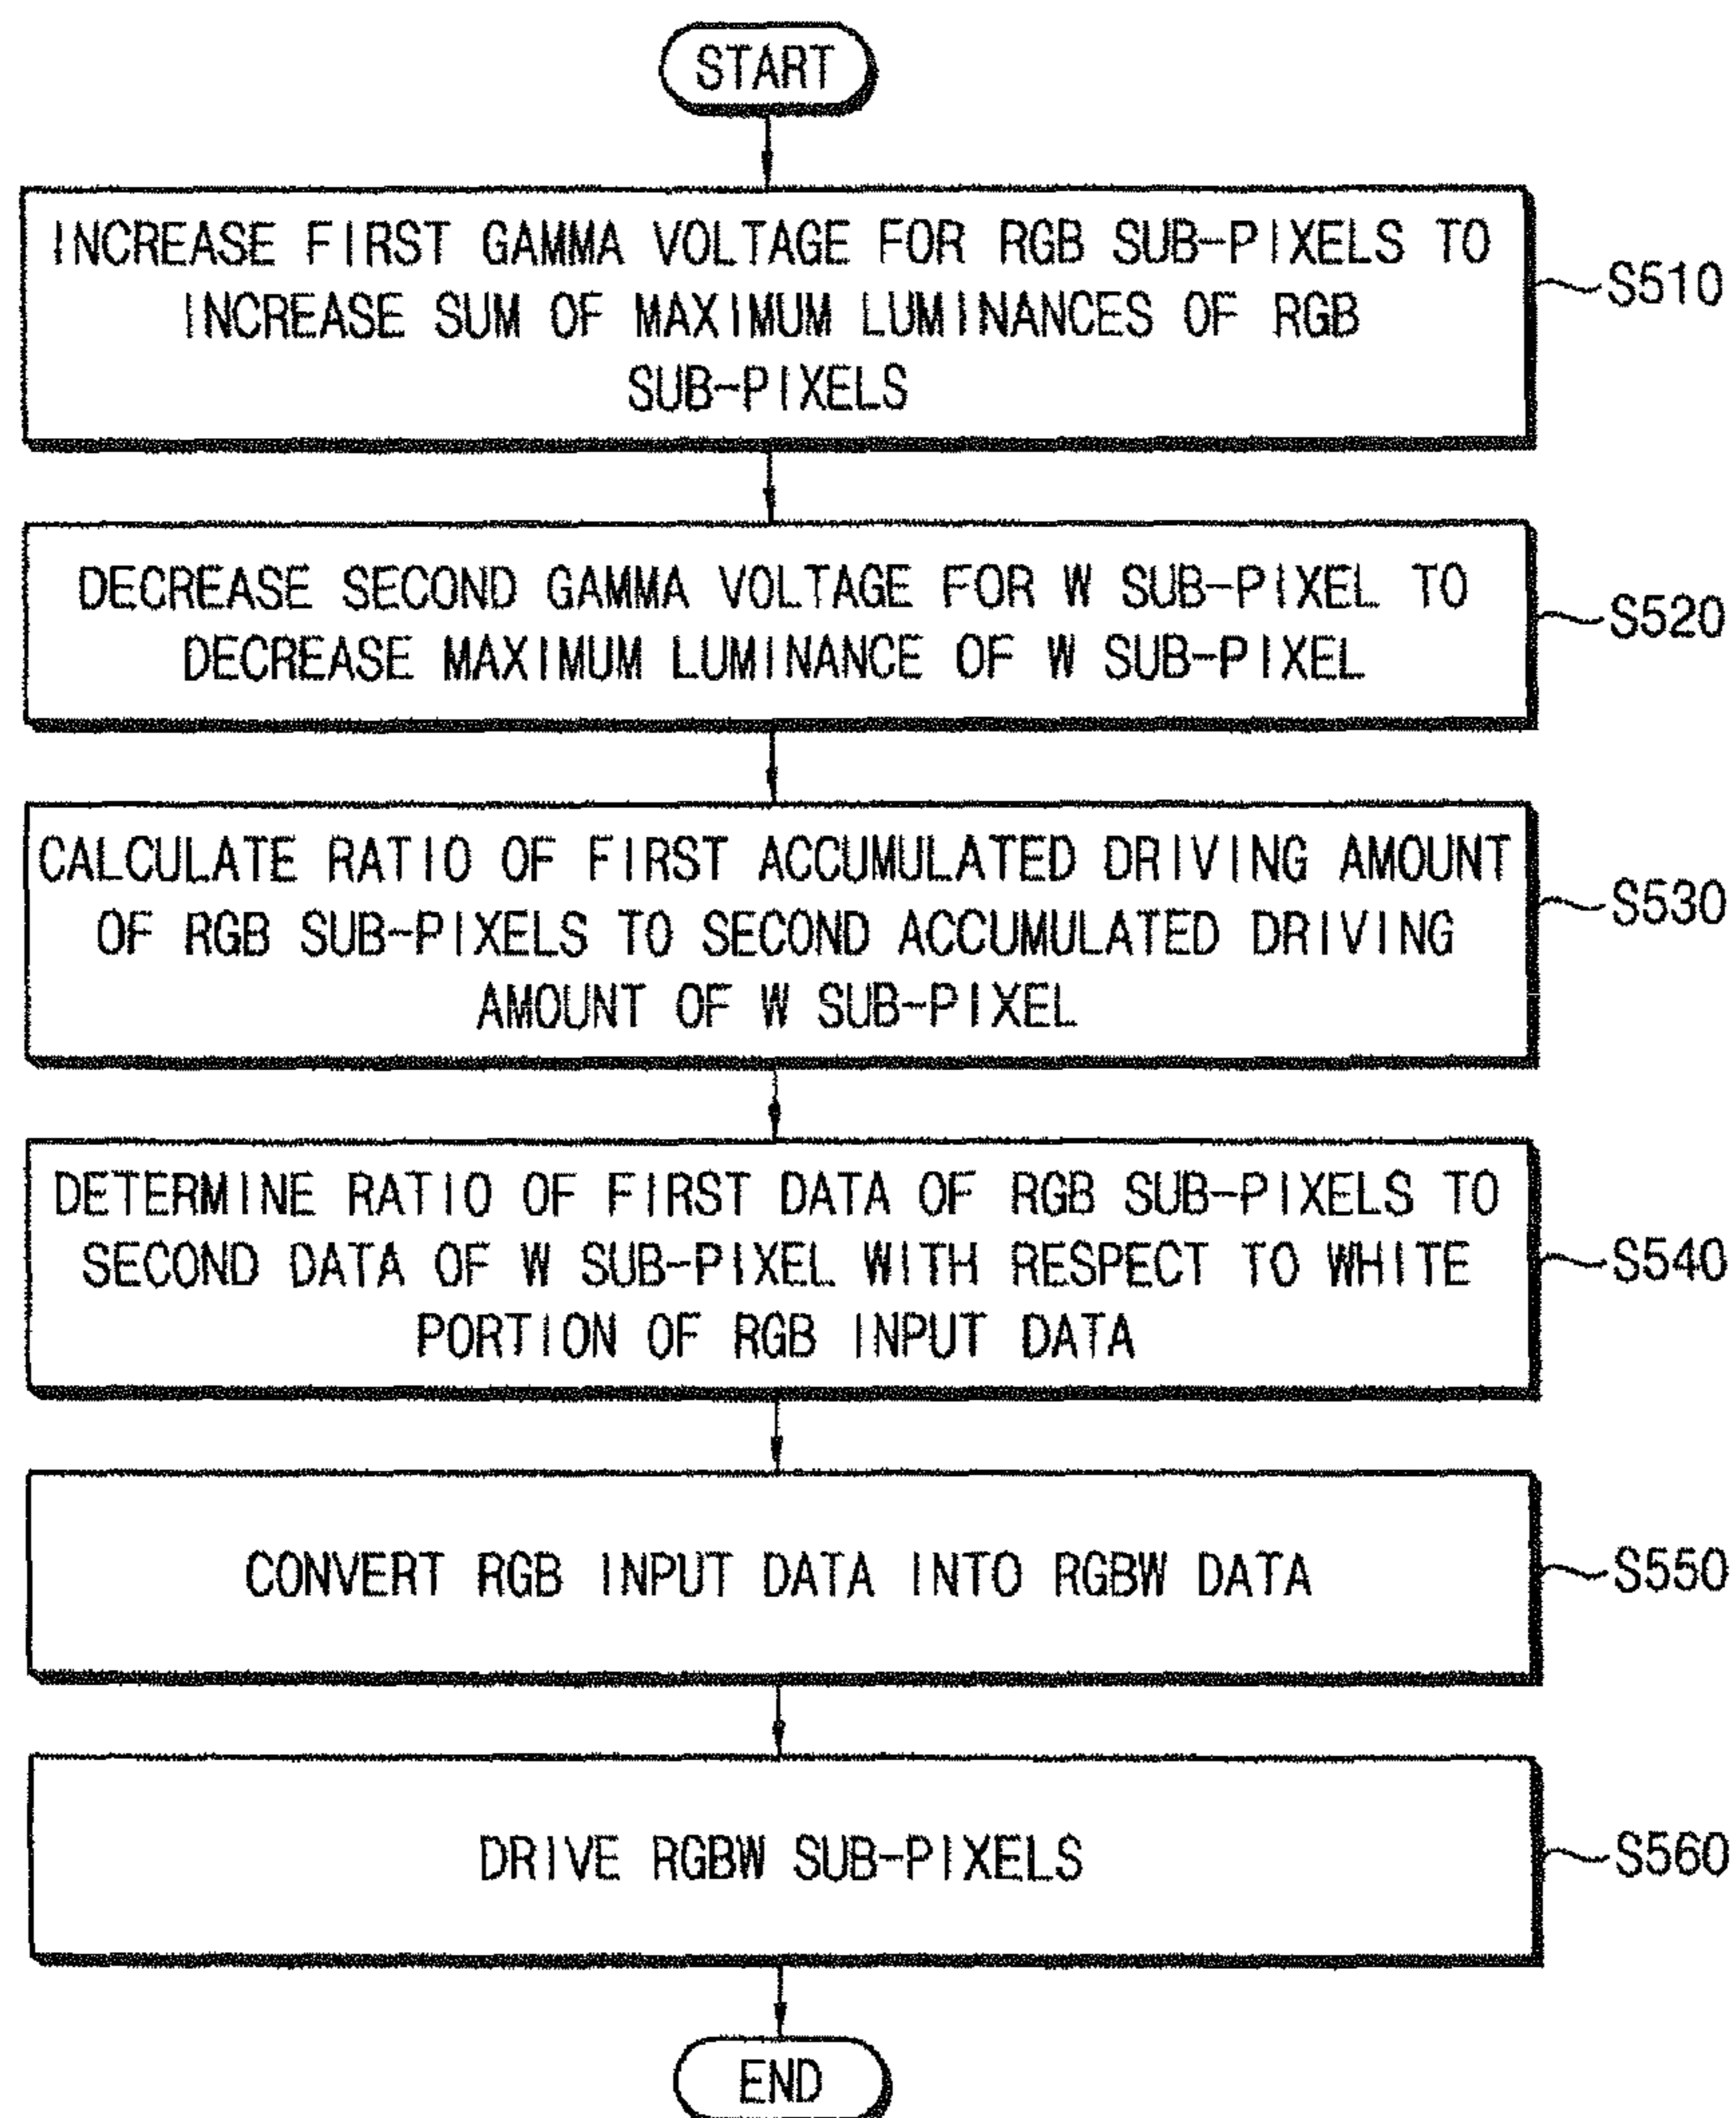 START
INCREASE FIRST GAMMA VOLTAGE FOR RGB SUB-PIXELS TO
INCREASE SUM OF MAXIMUM LUMINANCES OF RGB
SUB-PIXELS
S510
DECREASE SECOND GAMMA VOLTAGE FOR W SUB-PIXEL TO
DECREASE MAXIMUM LUMINANCE OF W SUB-PIXEL
S520
CALCULATE RATIO OF FIRST ACCUMULATED DRIVING AMOUNT
OF RGB SUB-PIXELS TO SECOND ACCUMULATED DRIVING
AMOUNT OF W SUB-PIXEL
S530
DETERMINE RATIO OF FIRST DATA OF RGB SUB-PIXELS TO
SECOND DATA OF W SUB-PIXEL WITH RESPECT TO WHITE
PORTION OF RGB INPUT DATA
S540
CONVERT RGB INPUT DATA INTO RGBW DATA
S550
DRIVE RGBW SUB-PIXELS
S560
END